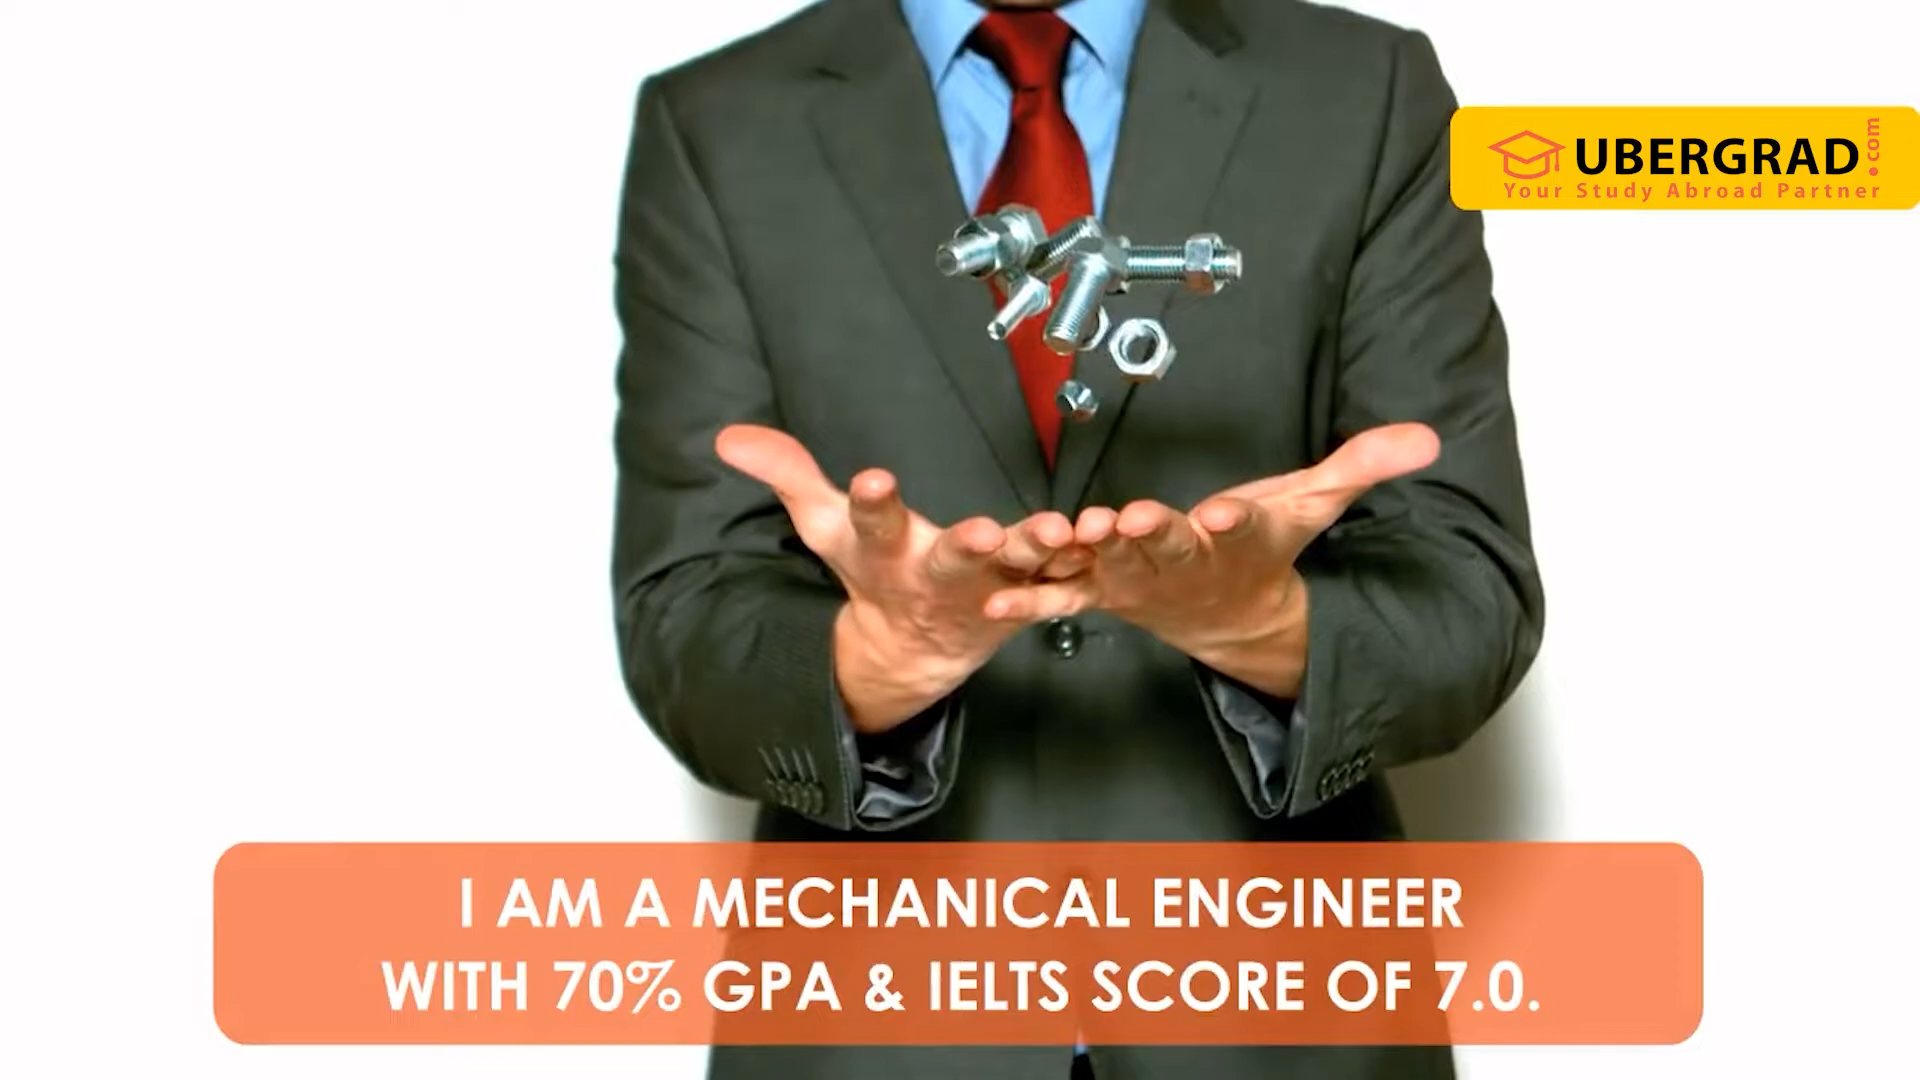 UBERGRAD.com
Your Study Abroad Partner
I AM A MECHANICAL ENGINEER
WITH 70% GPA & IELTS SCORE OF 7.0.